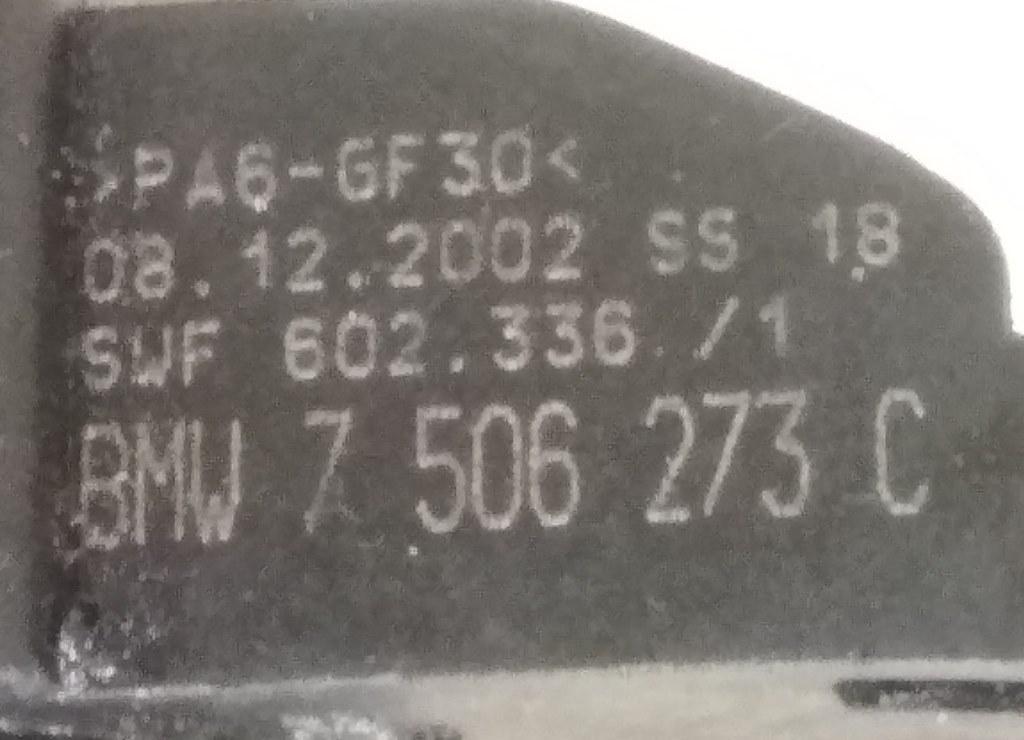 >PA6-GF30<
08.12.2002 SS 18
SWF 602.336 /1
BMW 7 506 273 C